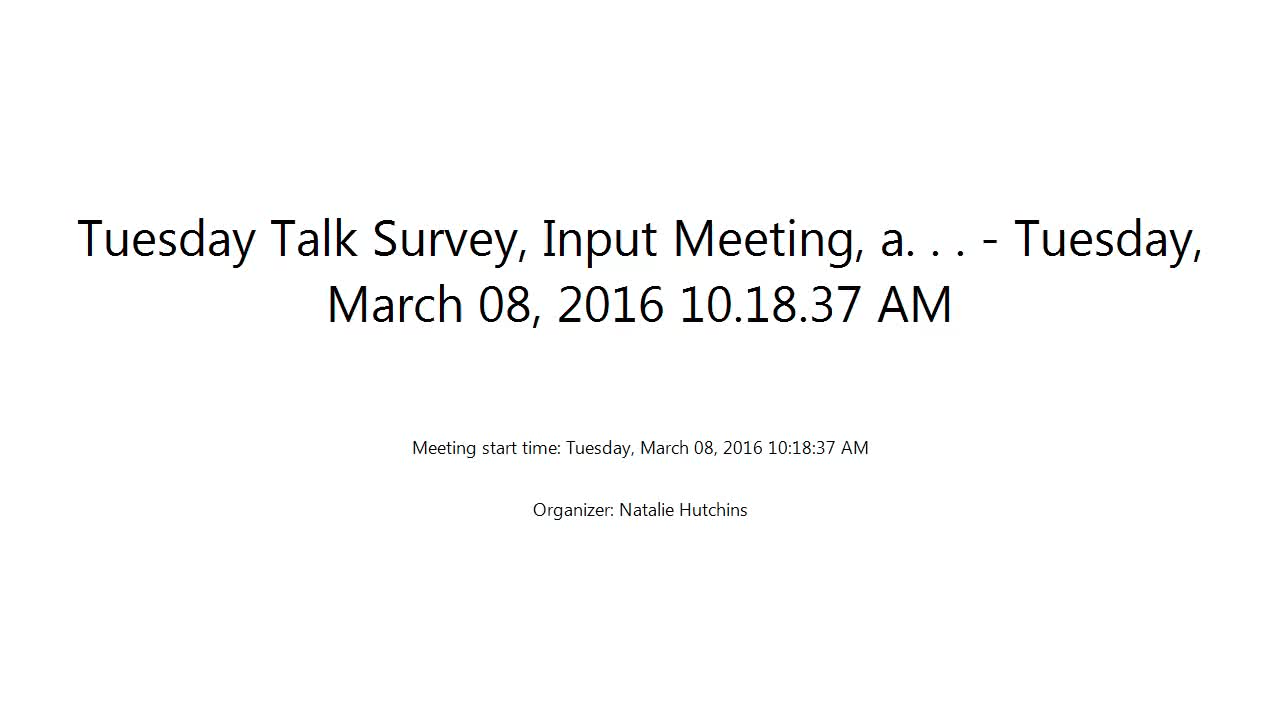 Tuesday Talk Survey, Input Meeting, a. . . - Tuesday,
March 08, 2016 10.18.37 AM
Meeting start time: Tuesday, March 08, 2016 10:18:37 AM
Organizer: Natalie Hutchins